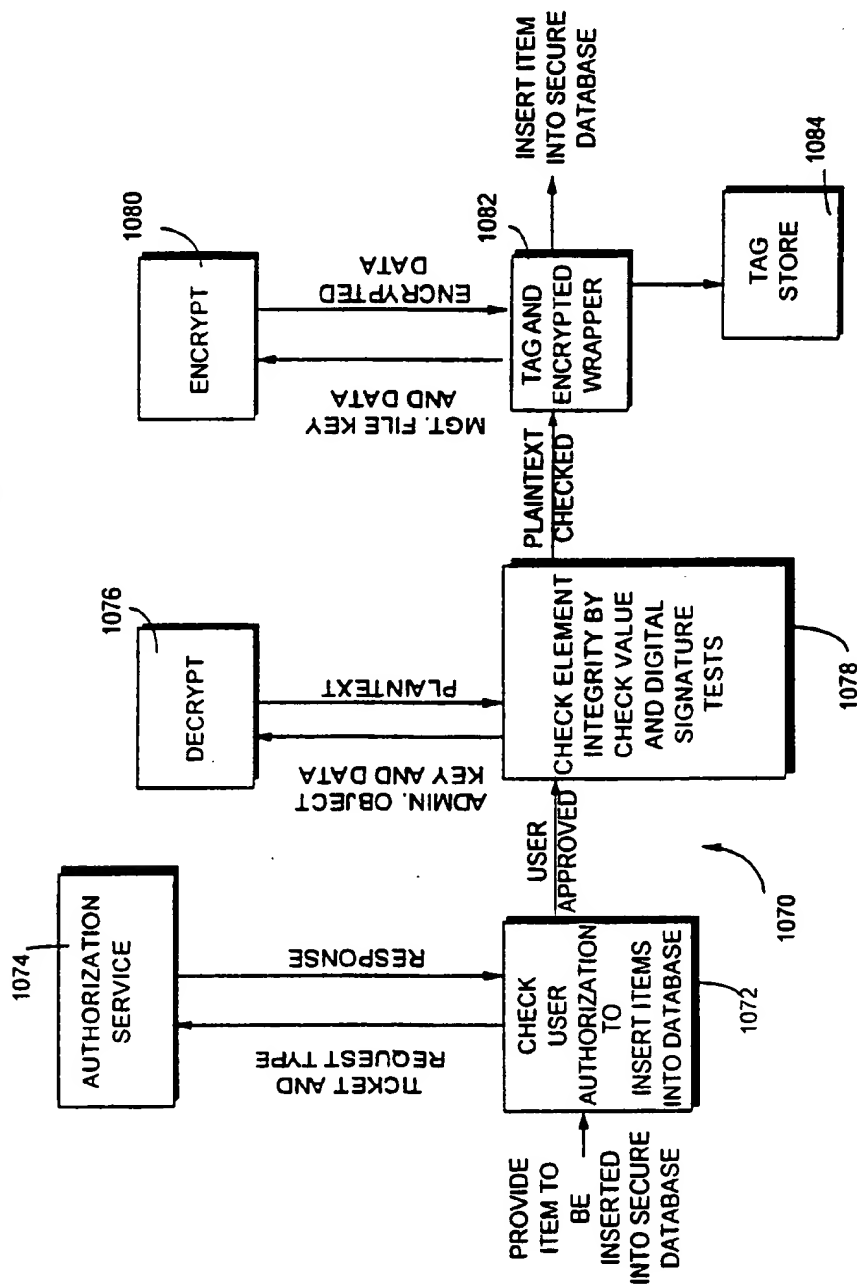 PROVIDE
ITEM TO
BE
INSERTED
INTO SECURE
DATABASE
CHECK
USER
AUTHORIZATION
TO
INSERT ITEMS
INTO DATABASE
1072
TICKET AND
REQUEST TYPE
RESPONSE
AUTHORIZATION
SERVICE
1074
USER
APPROVED
1070
CHECK ELEMENT
INTEGRITY BY
CHECK VALUE
AND DIGITAL
SIGNATURE
TESTS
1078
ADMIN. OBJECT
KEY AND DATA
PLAINTEXT
DECRYPT
1076
PLAINTEXT
CHECKED
TAG AND
ENCRYPTED
WRAPPER
1082
MGT. FILE KEY
AND DATA
ENCRYPTED
DATA
ENCRYPT
1080
INSERT ITEM
INTO SECURE
DATABASE
TAG
STORE
1084